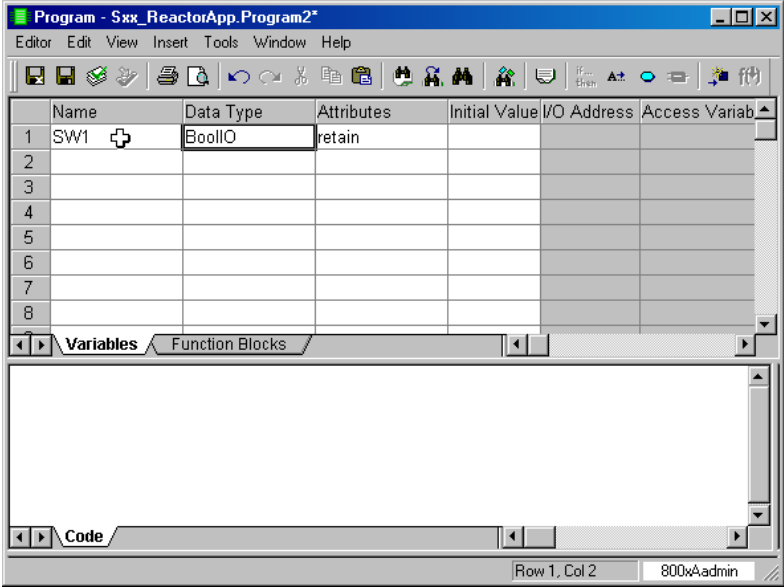 Program - Sxx_ReactorApp.Program2*
Editor Edit View Insert Tools Window Help
if... then
Name Data Type Attributes Initial Value I/O Address Access Variab
1 SW1 BoolIO retain
2
3
4
5
6
7
8
Variables Function Blocks
Code
Row 1, Col 2 800xAadmin